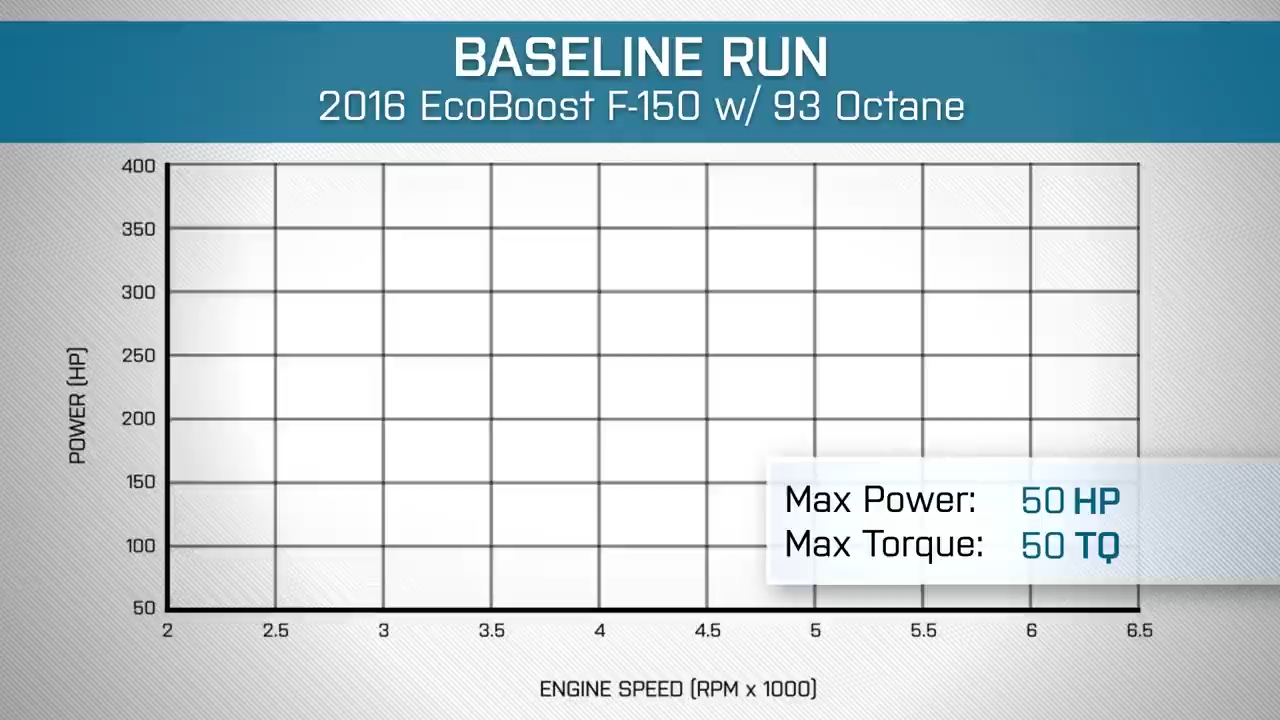 BASELINE RUN
2016 EcoBoost F-150 w/ 93 Octane
400
350
300
250
200
150
100
50
POWER (HP)
Max Power: 50 HP
Max Torque: 50 TQ
2 2.5 3 3.5 4 4.5 5 5.5 6 6.5
ENGINE SPEED (RPM x 1000)